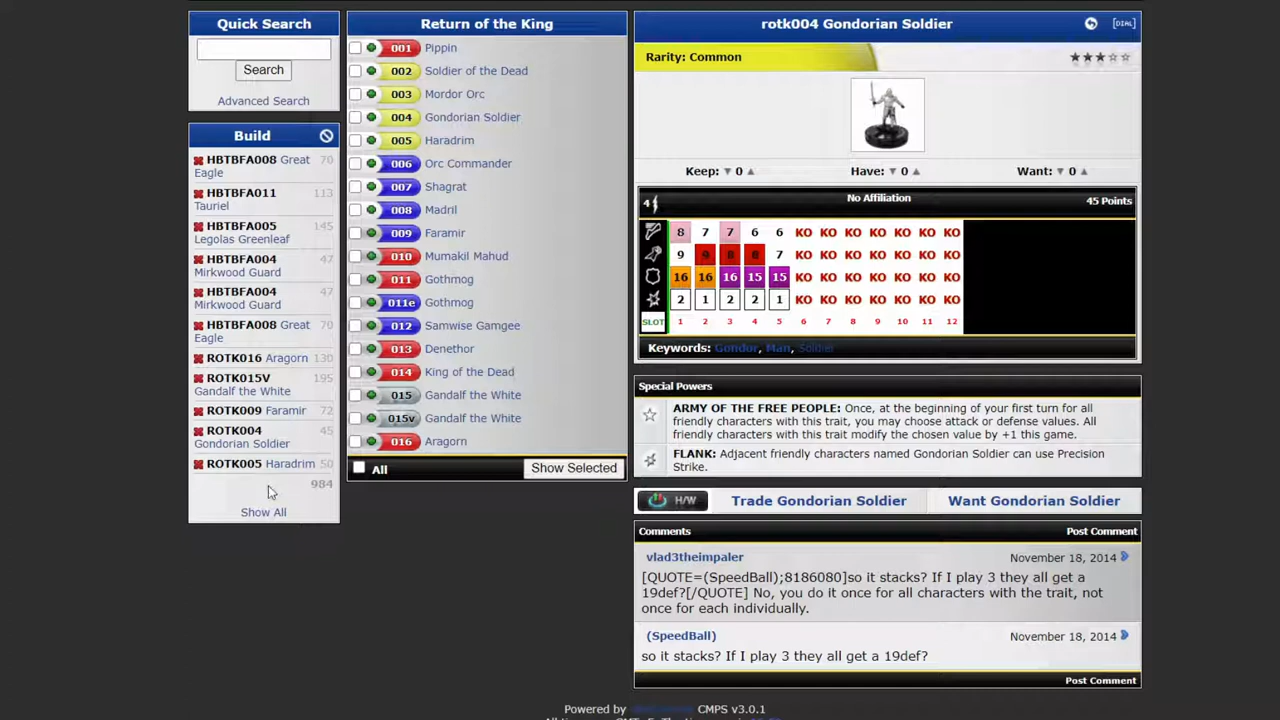 Quick Search
Search
Advanced Search
Build
HBTBFA008 Great 70
Eagle
HBTBFA011 113
Tauriel
HBTBFA005 145
Legolas Greenleaf
HBTBFA004 47
Mirkwood Guard
HBTBFA004 47
Mirkwood Guard
HBTBFA008 Great 70
Eagle
ROTK016 Aragorn 130
ROTK015V 195
Gandalf the White
ROTK009 Faramir 72
ROTK004 45
Gondorian Soldier
ROTK005 Haradrim 50
984
Show All
Return of the King
001 Pippin
002 Soldier of the Dead
003 Mordor Orc
004 Gondorian Soldier
005 Haradrim
006 Orc Commander
007 Shagrat
008 Madril
009 Faramir
010 Mumakil Mahud
011 Gothmog
011e Gothmog
012 Samwise Gamgee
013 Denethor
014 King of the Dead
015 Gandalf the White
015v Gandalf the White
016 Aragorn
All Show Selected
rotk004 Gondorian Soldier [DIAL]
Rarity: Common
Keep: 0 Have: 0 Want: 0
4 No Affiliation 45 Points
8 7 7 6 6 KO KO KO KO KO KO KO
9 9 8 8 7 KO KO KO KO KO KO KO
16 16 16 15 15 KO KO KO KO KO KO KO
2 1 2 2 1 KO KO KO KO KO KO KO
SLOT 1 2 3 4 5 6 7 8 9 10 11 12
Keywords: Gondor, Man, Soldier
Special Powers
ARMY OF THE FREE PEOPLE: Once, at the beginning of your first turn for all
friendly characters with this trait, you may choose attack or defense values. All
friendly characters with this trait modify the chosen value by +1 this game.
FLANK: Adjacent friendly characters named Gondorian Soldier can use Precision
Strike.
H/W Trade Gondorian Soldier Want Gondorian Soldier
Comments Post Comment
vlad3theimpaler November 18, 2014
[QUOTE=(SpeedBall);8186080]so it stacks? If I play 3 they all get a
19def?[/QUOTE] No, you do it once for all characters with the trait, not
once for each individually.
(SpeedBall) November 18, 2014
so it stacks? If I play 3 they all get a 19def?
Post Comment
Powered by CMPS v3.0.1